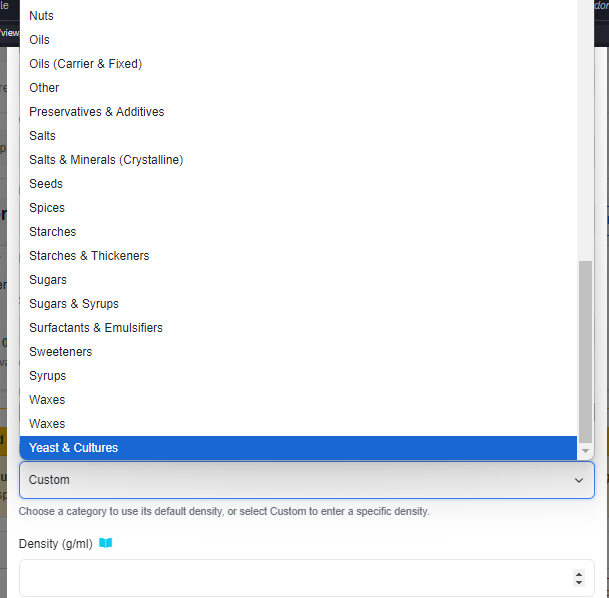 Nuts
Oils
Oils (Carrier & Fixed)
Other
Preservatives & Additives
Salts
Salts & Minerals (Crystalline)
Seeds
Spices
Starches
Starches & Thickeners
Sugars
Sugars & Syrups
Surfactants & Emulsifiers
Sweeteners
Syrups
Waxes
Waxes
Yeast & Cultures
Custom
Choose a category to use its default density, or select Custom to enter a specific density.
Density (g/ml)